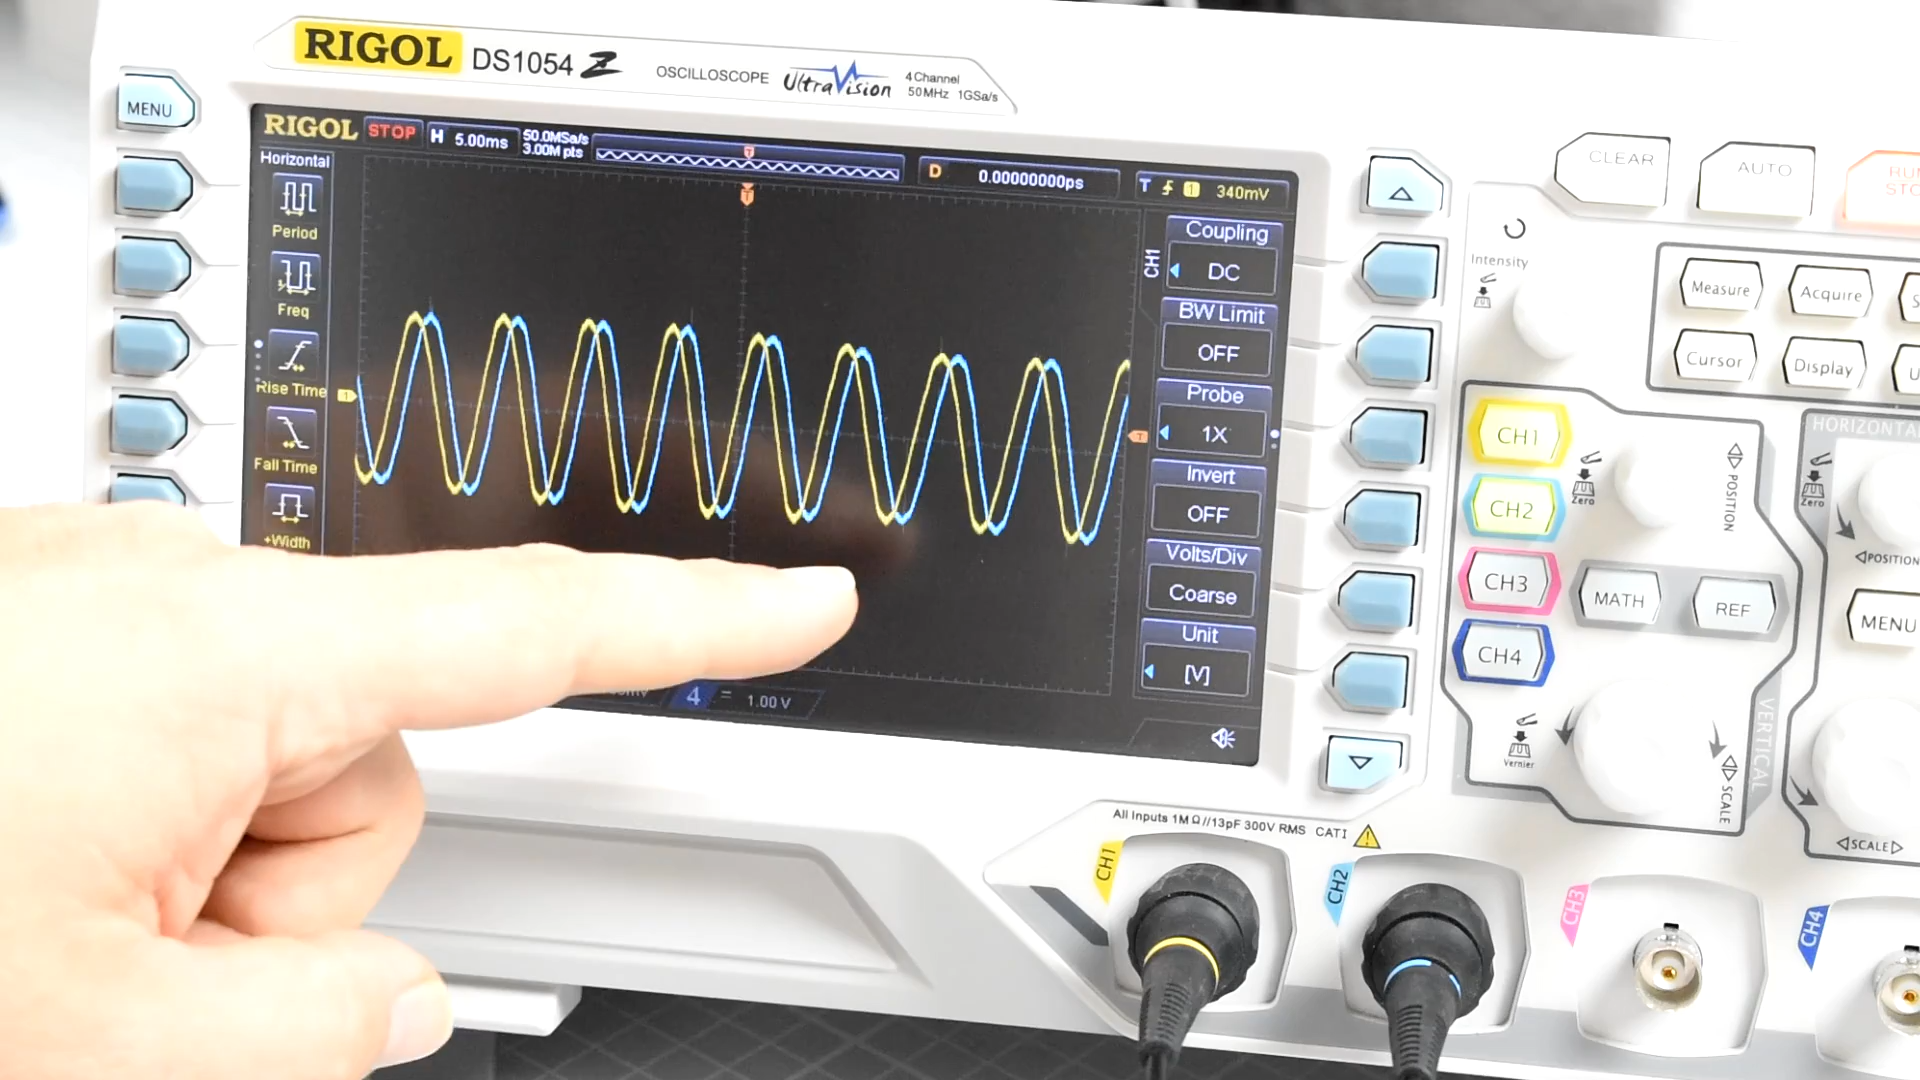 RIGOL DS1054 Z OSCILLOSCOPE UltraVision 4 Channel
50MHz 1GSa/s
MENU
RIGOL STOP H 5.00ms 50.0MSa/s
3.00M pts
T
D 0.00000000ps
T 1 340mV
Horizontal
Period
Freq
Rise Time
Fall Time
+Width
1
T
T
CH1
Coupling
DC
BW Limit
OFF
Probe
1X
Invert
OFF
Volts/Div
Coarse
Unit
[V]
4 = 1.00 V
CLEAR
AUTO
Intensity
Measure
Acquire
Cursor
Display
CH1
CH2
CH3
CH4
Zero
POSITION
MATH
REF
Vernier
VERTICAL
SCALE
HORIZONTAL
Zero
POSITION
MENU
SCALE
All Inputs 1MΩ//13pF 300V RMS CATI
CH1
CH2
CH3
CH4